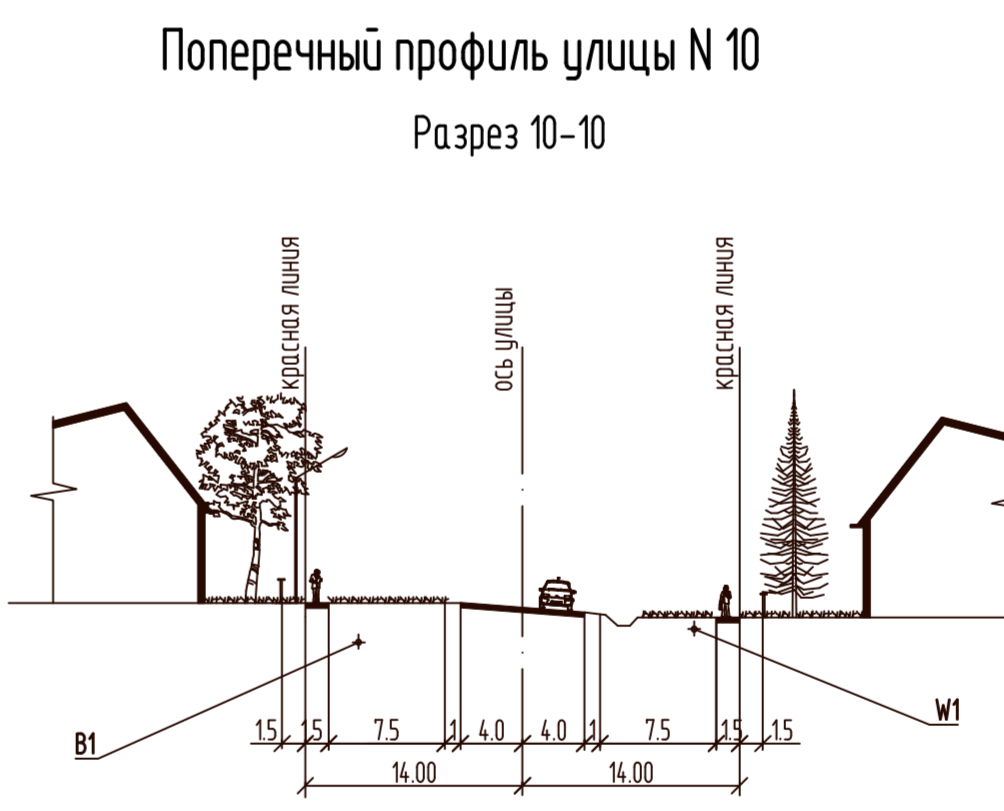 Поперечный профиль улицы N 10
Разрез 10-10
красная линия
ось улицы
красная линия
B1
W1
1.5 1.5 7.5 1 4.0 4.0 1 7.5 1.5 1.5
14.00 14.00